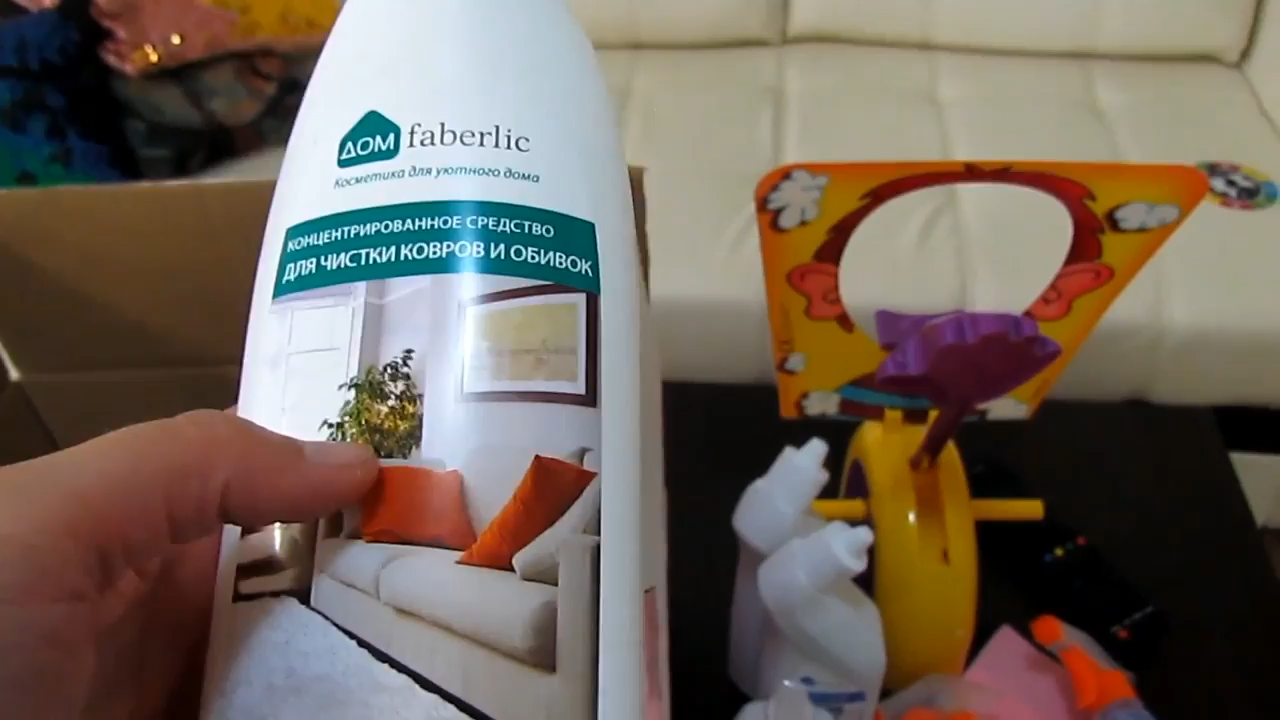 ДОМ faberlic
Косметика для уютного дома
КОНЦЕНТРИРОВАННОЕ СРЕДСТВО
ДЛЯ ЧИСТКИ КОВРОВ И ОБИВОК